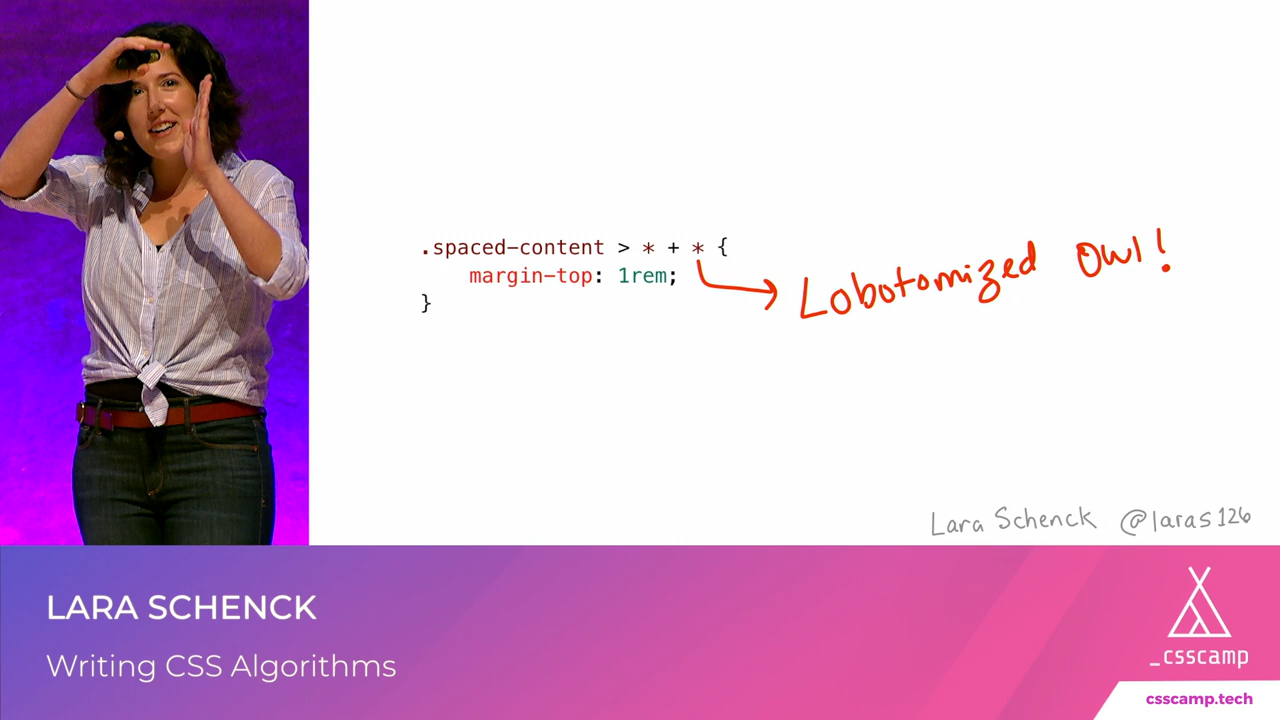 .spaced-content > * + * {
margin-top: 1rem;
}
Lobotomized Owl!
Lara Schenck @laras126
LARA SCHENCK
Writing CSS Algorithms
_csscamp
csscamp.tech